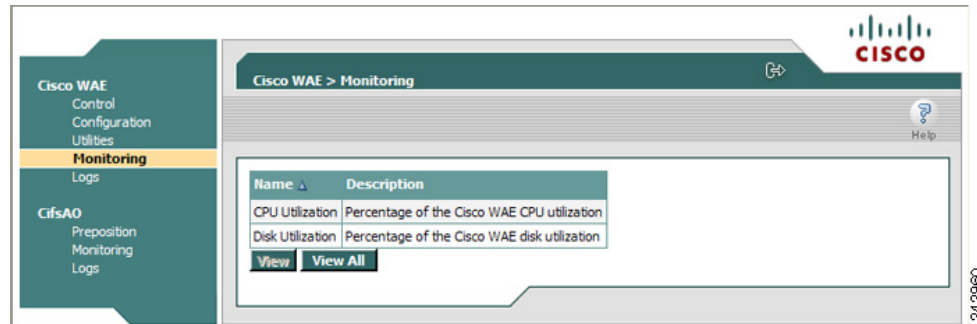 CISCO
Cisco WAE
Control
Configuration
Utilities
Monitoring
Logs
CifsAO
Preposition
Monitoring
Logs
Cisco WAE > Monitoring
Help
Name Description
CPU Utilization Percentage of the Cisco WAE CPU utilization
Disk Utilization Percentage of the Cisco WAE disk utilization
View View All